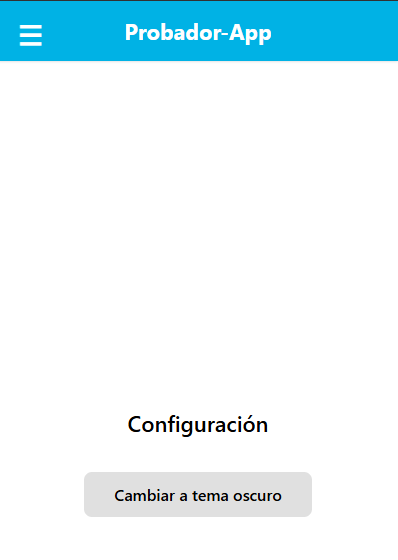 Probador-App
Configuración
Cambiar a tema oscuro